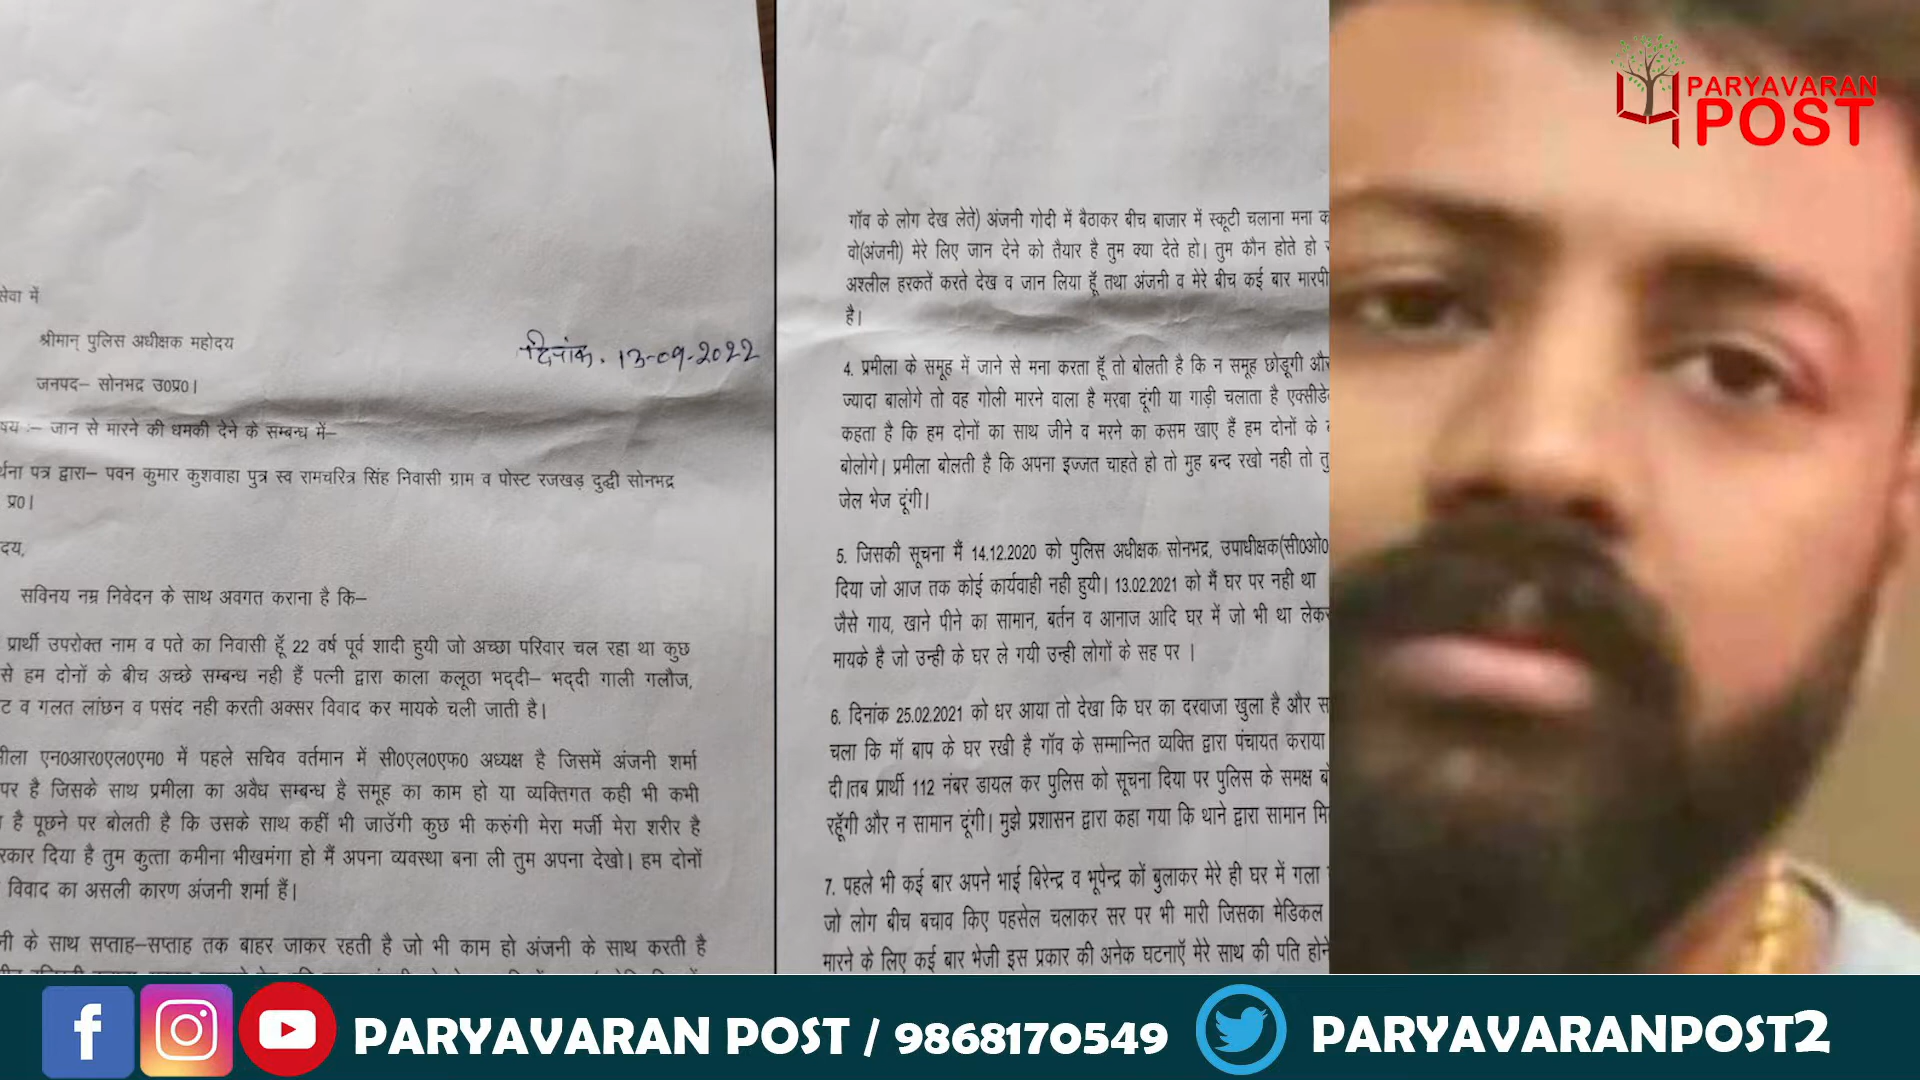 सेवा में
श्रीमान् पुलिस अधीक्षक महोदय
दिनांक. 13-09-2022
जनपद– सोनभद्र उ0प्र0।
षय :– जान से मारने की धमकी देने के सम्बन्ध में–
र्थना पत्र द्वारा– पवन कुमार कुशवाहा पुत्र स्व रामचरित्र सिंह निवासी ग्राम व पोस्ट रजखड़ दुद्धी सोनभद्र
प्र0।
दय,
सविनय नम्र निवेदन के साथ अवगत कराना है कि–
प्रार्थी उपरोक्त नाम व पते का निवासी हूॅ 22 वर्ष पूर्व शादी हुयी जो अच्छा परिवार चल रहा था कुछ
से हम दोनों के बीच अच्छे सम्बन्ध नही हैं पत्नी द्वारा काला कलूठा भद्दी– भद्दी गाली गलौज,
ट व गलत लांछन व पसंद नही करती अक्सर विवाद कर मायके चली जाती है।
मीला एन0आर0एल0एम0 में पहले सचिव वर्तमान में सी0एल0एफ0 अध्यक्ष है जिसमें अंजनी शर्मा
पर है जिसके साथ प्रमीला का अवैध सम्बन्ध है समूह का काम हो या व्यक्तिगत कही भी कभी
है पूछने पर बोलती है कि उसके साथ कहीं भी जाउॅगी कुछ भी करुंगी मेरा मर्जी मेरा शरीर है
रकार दिया है तुम कुत्ता कमीना भीखमंगा हो मैं अपना व्यवस्था बना ली तुम अपना देखो। हम दोनों
विवाद का असली कारण अंजनी शर्मा हैं।
नी के साथ सप्ताह–सप्ताह तक बाहर जाकर रहती है जो भी काम हो अंजनी के साथ करती है
गॉव के लोग देख लेते) अंजनी गोदी में बैठाकर बीच बाजार में स्कूटी चलाना मना क
वो(अंजनी) मेरे लिए जान देने को तैयार है तुम क्या देते हो। तुम कौन होते हो
अश्लील हरकतें करते देख व जान लिया हूॅ तथा अंजनी व मेरे बीच कई बार मारपी
है।
4. प्रमीला के समूह में जाने से मना करता हूॅ तो बोलती है कि न समूह छोडूगी और
ज्यादा बालोगे तो वह गोली मारने वाला है मरवा दूंगी या गाड़ी चलाता है एक्सीडे
कहता है कि हम दोनों का साथ जीने व मरने का कसम खाए हैं हम दोनों के
बोलोगे। प्रमीला बोलती है कि अपना इज्जत चाहते हो तो मुह बन्द रखो नही तो तु
जेल भेज दूंगी।
5. जिसकी सूचना मैं 14.12.2020 को पुलिस अधीक्षक सोनभद्र, उपाधीक्षक(सी0ओ0
दिया जो आज तक कोई कार्यवाही नही हुयी। 13.02.2021 को मैं घर पर नही था
जैसे गाय, खाने पीने का सामान, बर्तन व आनाज आदि घर में जो भी था लेकर
मायके है जो उन्ही के घर ले गयी उन्ही लोगों के सह पर ।
6. दिनांक 25.02.2021 को धर आया तो देखा कि घर का दरवाजा खुला है और स
चला कि मॉ बाप के घर रखी है गॉव के सम्मान्नित व्यक्ति द्वारा पंचायत कराया
दी।तब प्रार्थी 112 नंबर डायल कर पुलिस को सूचना दिया पर पुलिस के समक्ष ब
रहूॅगी और न सामान दूंगी। मुझे प्रशासन द्वारा कहा गया कि थाने द्वारा सामान मि
7. पहले भी कई बार अपने भाई बिरेन्द्र व भूपेन्द्र कों बुलाकर मेरे ही घर में गला
जो लोग बीच बचाव किए पहसेल चलाकर सर पर भी मारी जिसका मेडिकल
मारने के लिए कई बार भेजी इस प्रकार की अनेक घटनाऍ मेरे साथ की पति होने
PARYAVARAN
POST
PARYAVARAN POST / 9868170549
PARYAVARANPOST2